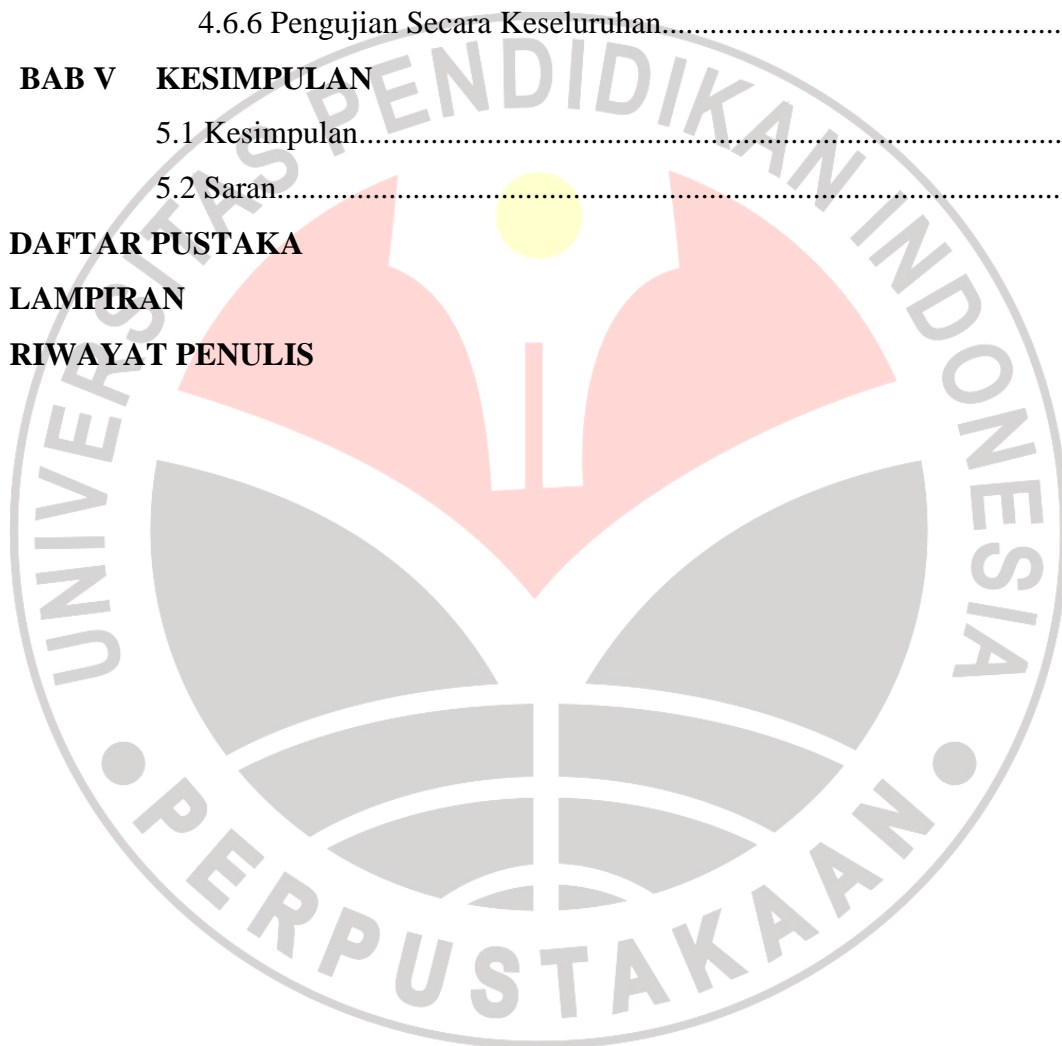 4.6.6 Pengujian Secara Keseluruhan..................................................
BAB V KESIMPULAN
5.1 Kesimpulan.......................................................................................
5.2 Saran..................................................................................................
DAFTAR PUSTAKA
LAMPIRAN
RIWAYAT PENULIS
UNIVERSITAS PENDIDIKAN INDONESIA
PERPUSTAKAAN